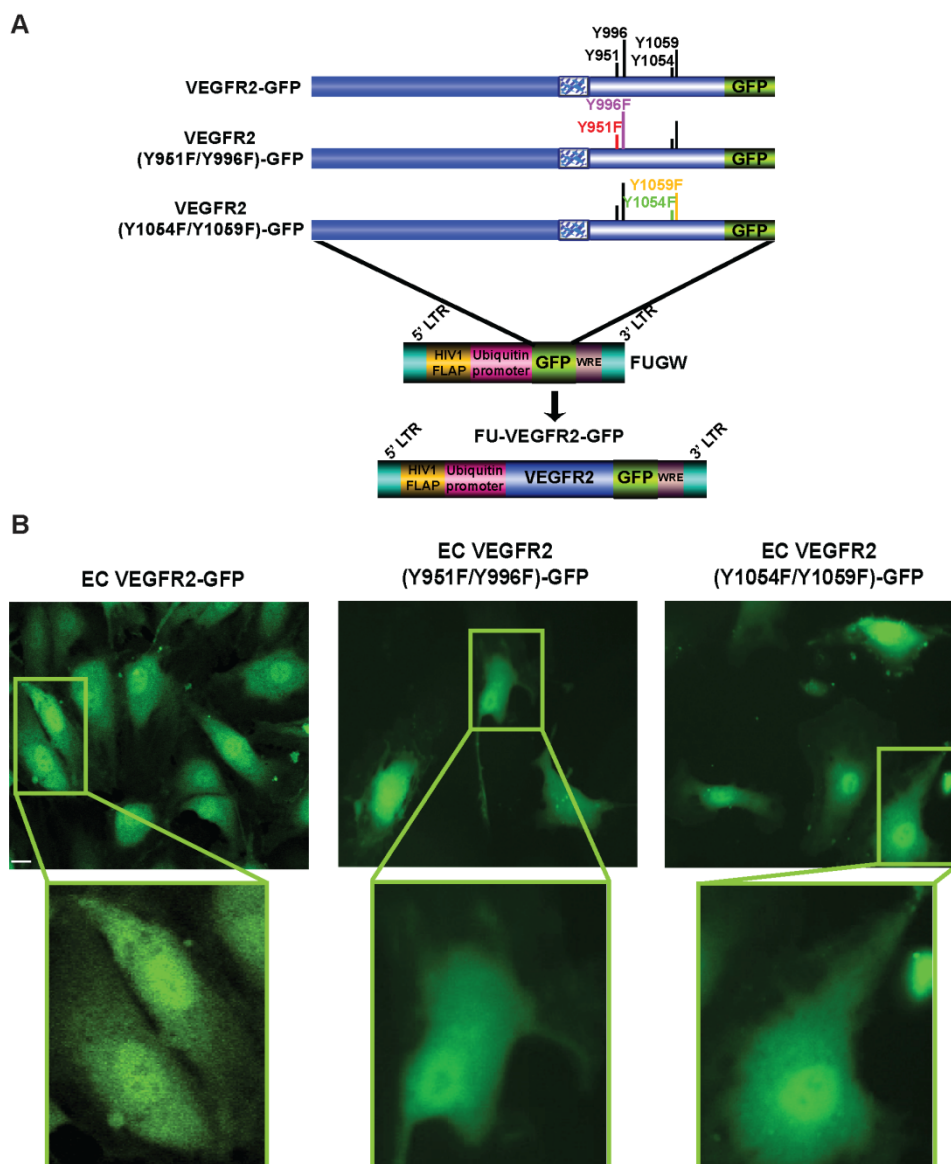 A
Y996
Y951
Y1059
Y1054
VEGFR2-GFP
GFP
Y996F
Y951F
VEGFR2
(Y951F/Y996F)-GFP
GFP
Y1059F
Y1054F
VEGFR2
(Y1054F/Y1059F)-GFP
GFP
5' LTR
3' LTR
HIV1
FLAP
Ubiquitin
promoter
GFP
WRE
FUGW
FU-VEGFR2-GFP
5' LTR
3' LTR
HIV1
FLAP
Ubiquitin
promoter
VEGFR2
GFP
WRE
B
EC VEGFR2-GFP
EC VEGFR2
(Y951F/Y996F)-GFP
EC VEGFR2
(Y1054F/Y1059F)-GFP